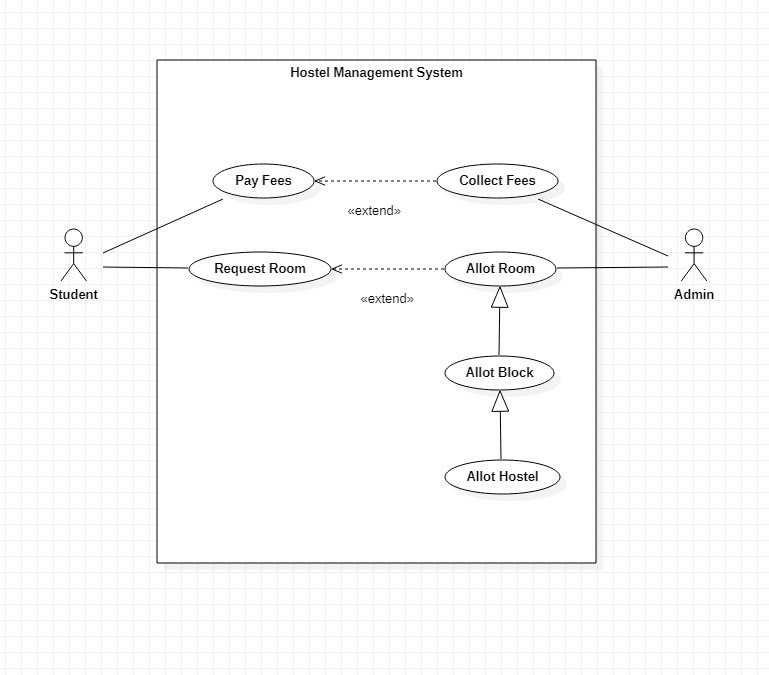 Hostel Management System
Pay Fees
Collect Fees
«extend»
Request Room
Allot Room
Student
Admin
«extend»
Allot Block
Allot Hostel